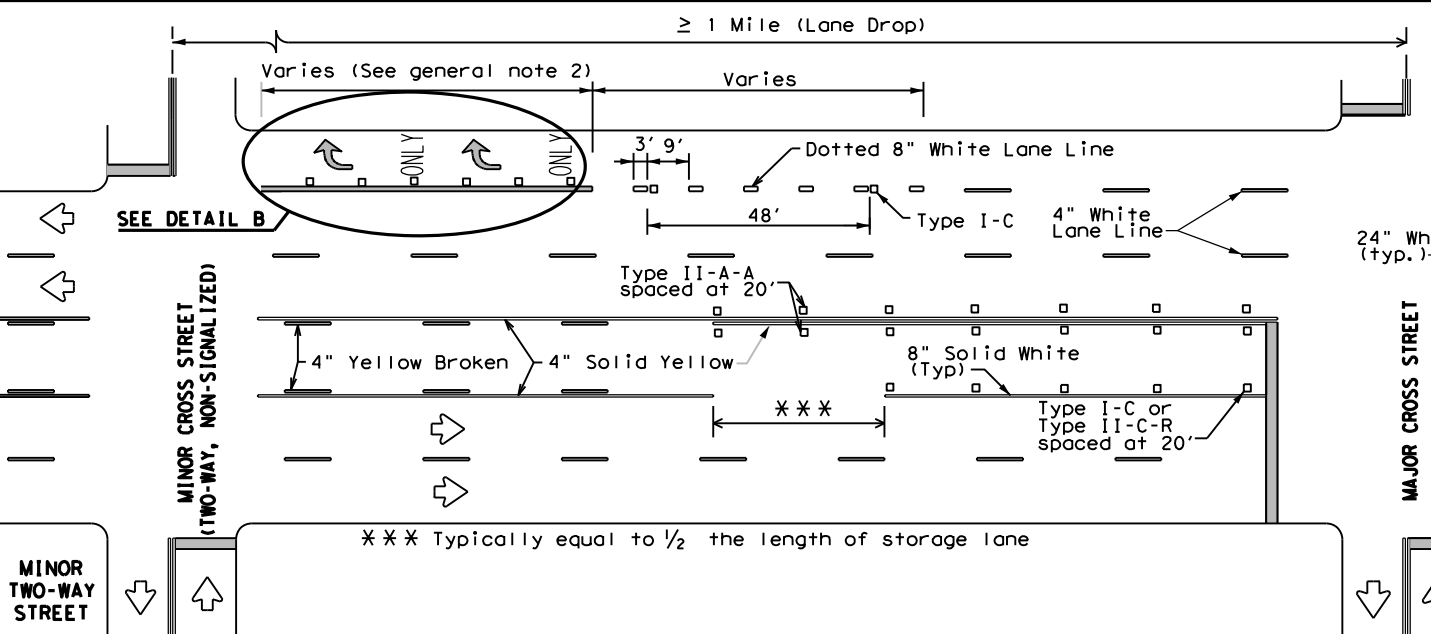 ≥ 1 Mile (Lane Drop)
Varies (See general note 2)
Varies
ONLY
ONLY
3' 9'
Dotted 8" White Lane Line
SEE DETAIL B
48'
Type I-C
4" White
Lane Line
24" Wh
(typ.)
Type II-A-A
spaced at 20'
MINOR CROSS STREET
(TWO-WAY, NON-SIGNALIZED)
4" Yellow Broken
4" Solid Yellow
8" Solid White
(Typ)
***
Type I-C or
Type II-C-R
spaced at 20'
MAJOR CROSS STREET
*** Typically equal to ½ the length of storage lane
MINOR
TWO-WAY
STREET